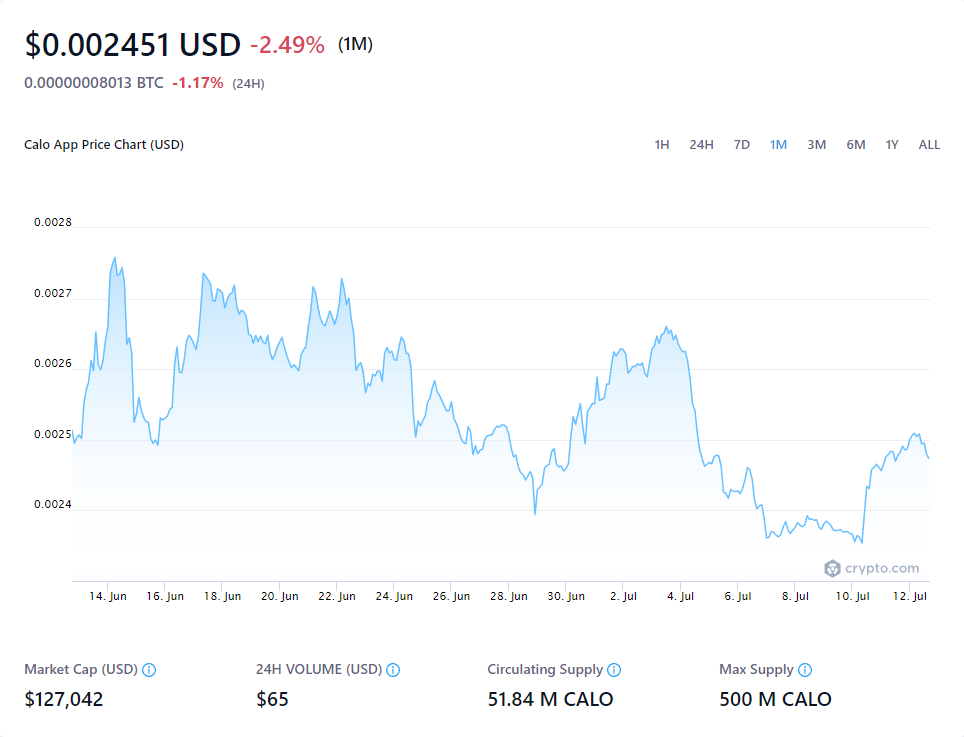 $0.002451 USD -2.49% (1M)
0.00000008013 BTC -1.17% (24H)
Calo App Price Chart (USD) 1H 24H 7D 1M 3M 6M 1Y ALL
0.0028
0.0027
0.0026
0.0025
0.0024
crypto.com
14. Jun 16. Jun 18. Jun 20. Jun 22. Jun 24. Jun 26. Jun 28. Jun 30. Jun 2. Jul 4. Jul 6. Jul 8. Jul 10. Jul 12. Jul
Market Cap (USD) 24H VOLUME (USD) Circulating Supply Max Supply
$127,042 $65 51.84 M CALO 500 M CALO